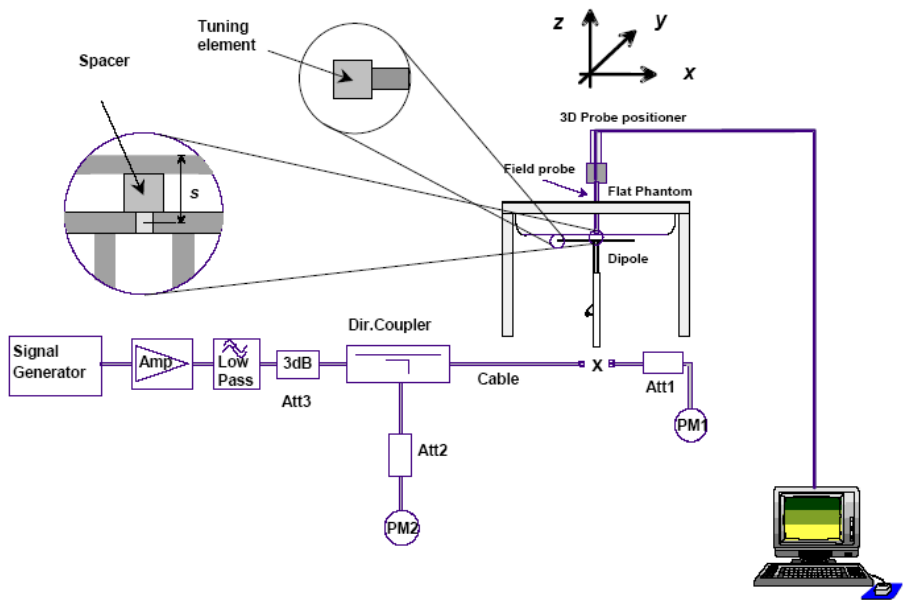 Tuning
element
Spacer
s
z
y
x
3D Probe positioner
Field probe
Flat Phantom
Dipole
Dir.Coupler
Signal
Generator
Amp
Low
Pass
3dB
Att3
Cable
X
Att1
PM1
Att2
PM2